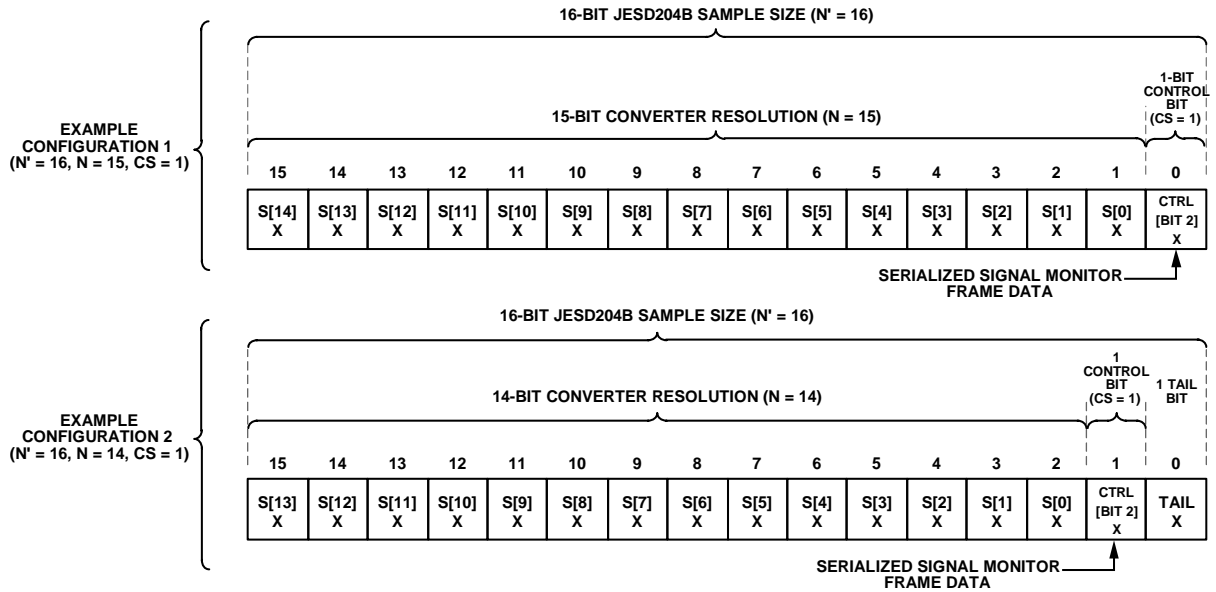 16-BIT JESD204B SAMPLE SIZE (N' = 16)
1-BIT
CONTROL
BIT
(CS = 1)
15-BIT CONVERTER RESOLUTION (N = 15)
EXAMPLE
CONFIGURATION 1
(N' = 16, N = 15, CS = 1)
15 14 13 12 11 10 9 8 7 6 5 4 3 2 1 0
S[14] S[13] S[12] S[11] S[10] S[9] S[8] S[7] S[6] S[5] S[4] S[3] S[2] S[1] S[0] CTRL
[BIT 2]
X X X X X X X X X X X X X X X X
SERIALIZED SIGNAL MONITOR
FRAME DATA
16-BIT JESD204B SAMPLE SIZE (N' = 16)
1
CONTROL
BIT
(CS = 1)
1 TAIL
BIT
14-BIT CONVERTER RESOLUTION (N = 14)
EXAMPLE
CONFIGURATION 2
(N' = 16, N = 14, CS = 1)
15 14 13 12 11 10 9 8 7 6 5 4 3 2 1 0
S[13] S[12] S[11] S[10] S[9] S[8] S[7] S[6] S[5] S[4] S[3] S[2] S[1] S[0] CTRL TAIL
[BIT 2]
X X X X X X X X X X X X X X X X
SERIALIZED SIGNAL MONITOR
FRAME DATA